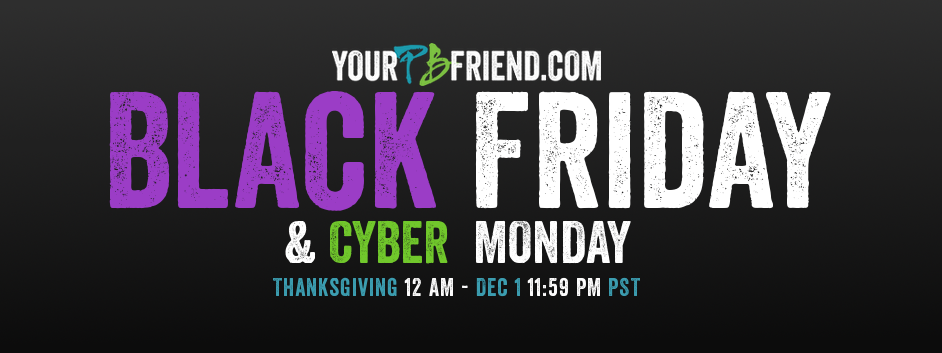 YOURPBFRIEND.COM
BLACK FRIDAY
& CYBER MONDAY
THANKSGIVING 12 AM - DEC 1 11:59 PM PST